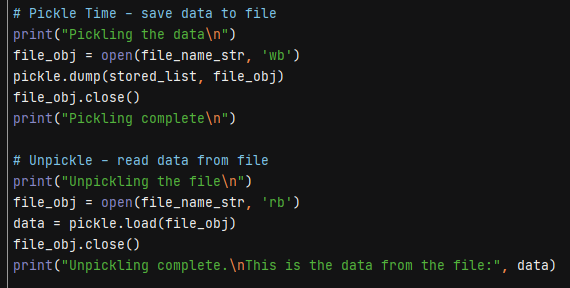 # Pickle Time - save data to file
print("Pickling the data\n")
file_obj = open(file_name_str, 'wb')
pickle.dump(stored_list, file_obj)
file_obj.close()
print("Pickling complete\n")

# Unpickle - read data from file
print("Unpickling the file\n")
file_obj = open(file_name_str, 'rb')
data = pickle.load(file_obj)
file_obj.close()
print("Unpickling complete.\nThis is the data from the file:", data)